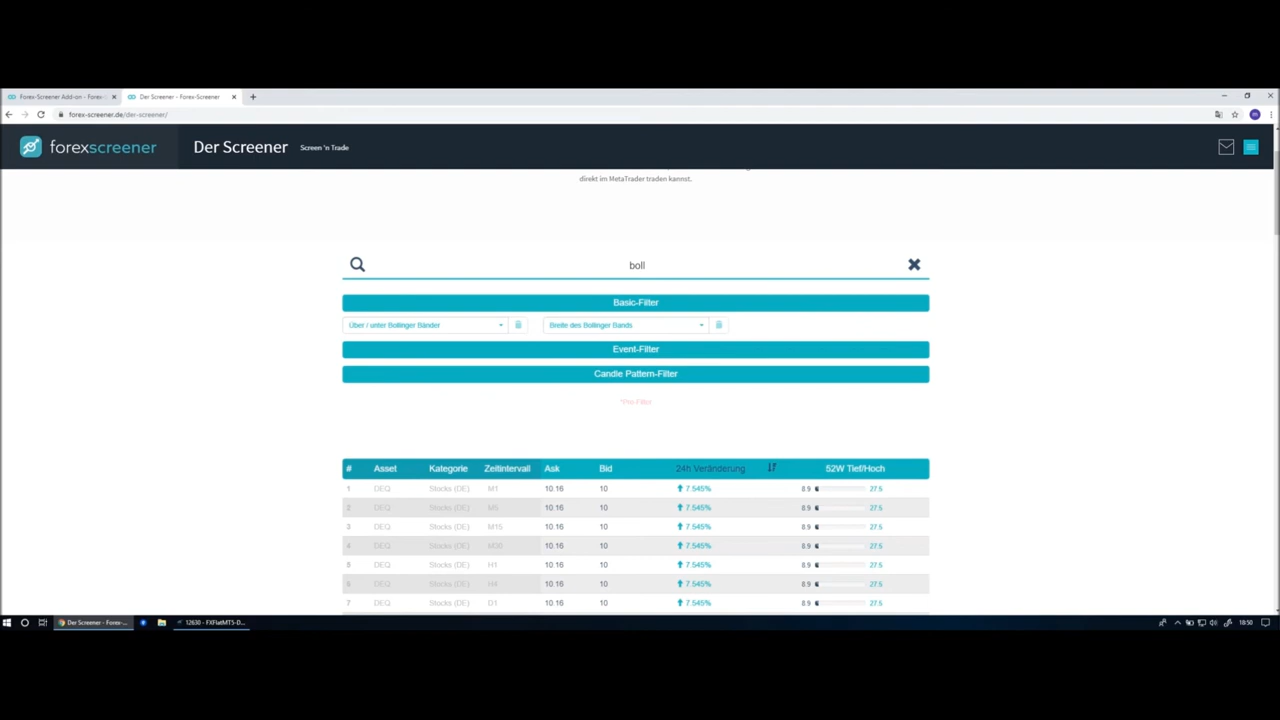 Forex-Screener Add-on - Forex-S
Der Screener - Forex-Screener
forex-screener.de/der-screener/
forexscreener
Der Screener
Screen 'n Trade
direkt im MetaTrader traden kannst.
boll
Basic-Filter
Über / unter Bollinger Bänder
Breite des Bollinger Bands
Event-Filter
Candle Pattern-Filter
*Pre-Filter
# Asset Kategorie Zeitintervall Ask Bid 24h Veränderung 52W Tief/Hoch
1 DEQ Stocks (DE) M1 10.16 10 7.545% 8.9 27.5
2 DEQ Stocks (DE) M5 10.16 10 7.545% 8.9 27.5
3 DEQ Stocks (DE) M15 10.16 10 7.545% 8.9 27.5
4 DEQ Stocks (DE) M30 10.16 10 7.545% 8.9 27.5
5 DEQ Stocks (DE) H1 10.16 10 7.545% 8.9 27.5
6 DEQ Stocks (DE) H4 10.16 10 7.545% 8.9 27.5
7 DEQ Stocks (DE) D1 10.16 10 7.545% 8.9 27.5
Der Screener - Forex-...
12630 - FXFlatMT5-D...
18:50